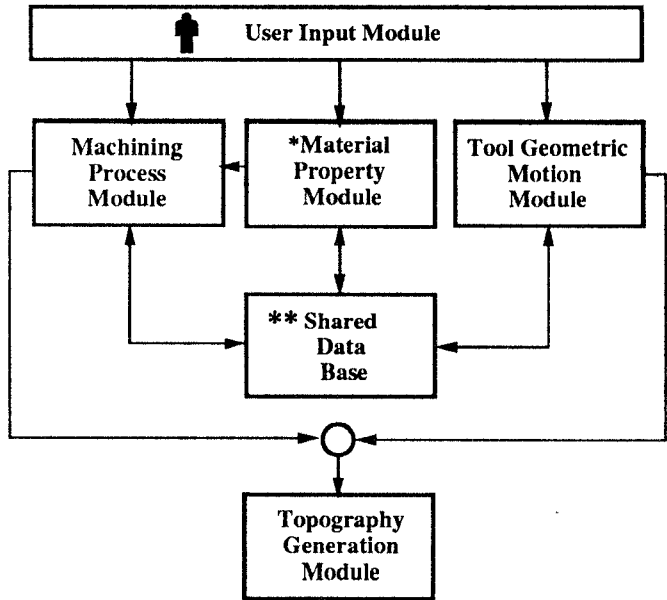 User Input Module
Machining
Process
Module
*Material
Property
Module
Tool Geometric
Motion
Module
** Shared
Data
Base
Topography
Generation
Module